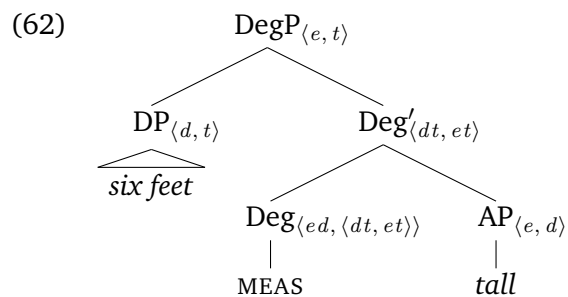 (62) DegP⟨e, t⟩
DP⟨d, t⟩ Deg′⟨dt, et⟩
six feet
Deg⟨ed, ⟨dt, et⟩⟩ AP⟨e, d⟩
MEAS tall